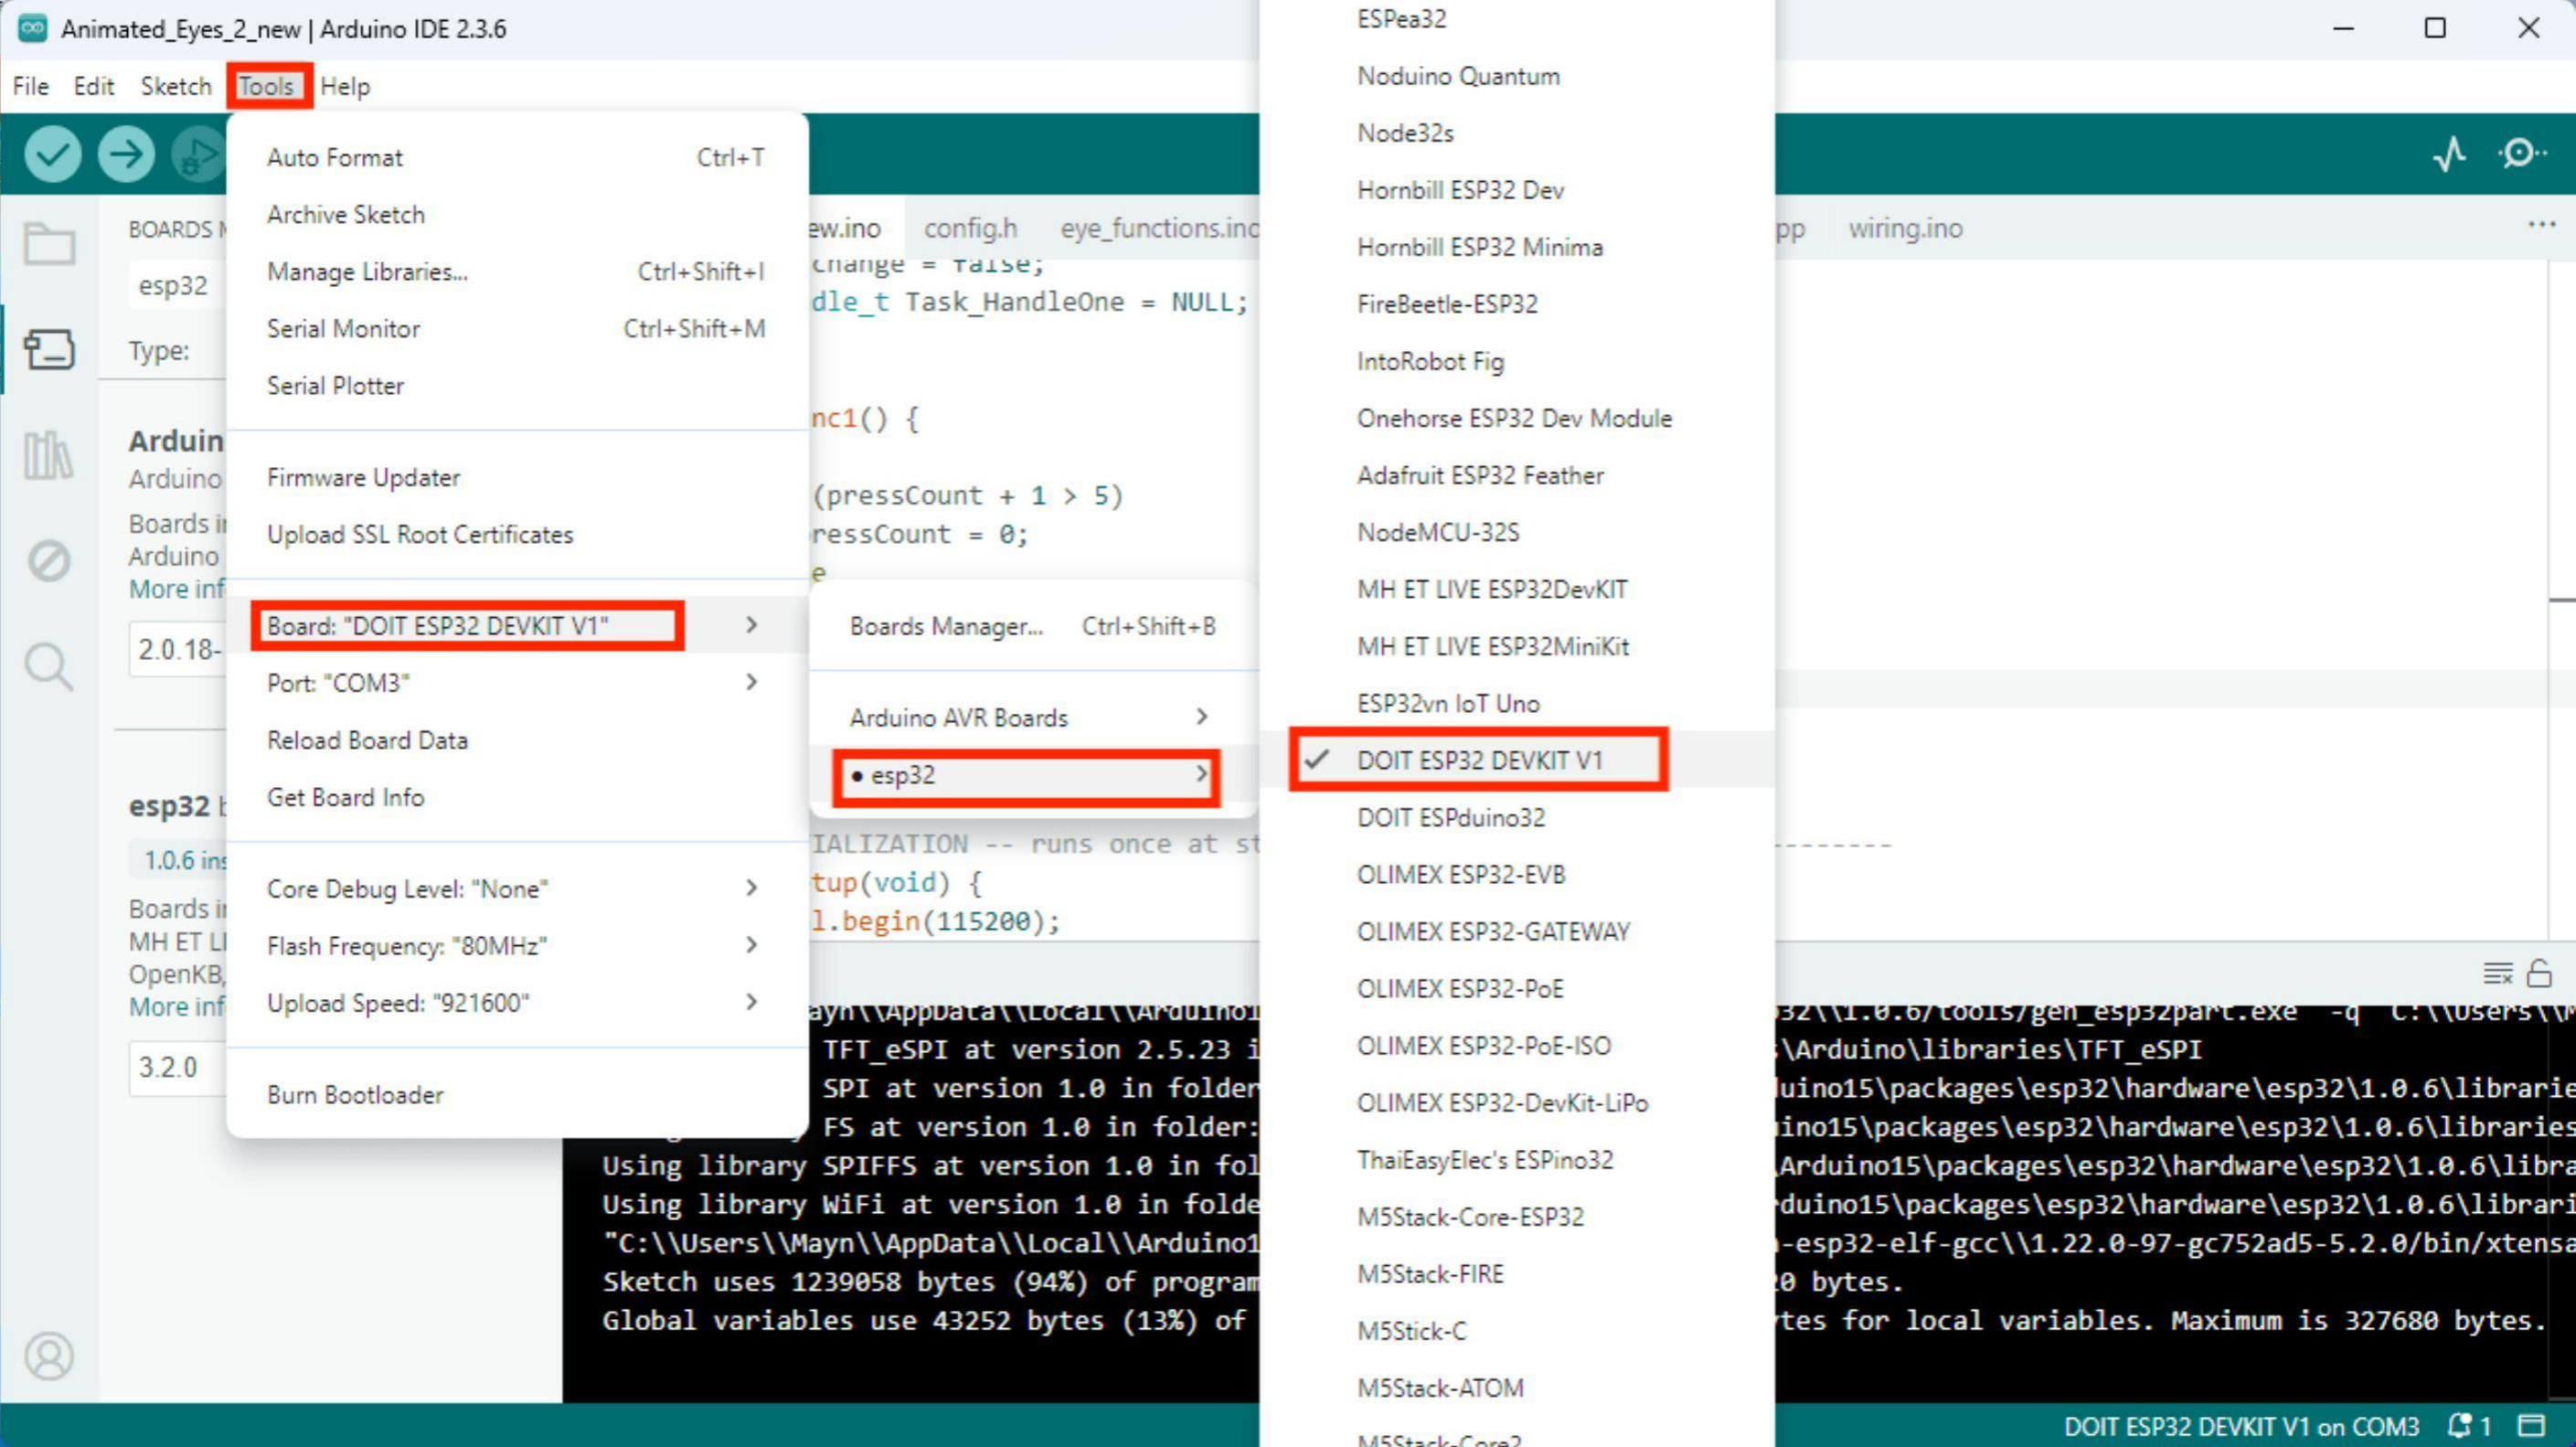 Animated_Eyes_2_new | Arduino IDE 2.3.6
File Edit Sketch Tools Help
Auto Format Ctrl+T
Archive Sketch
Manage Libraries... Ctrl+Shift+I
Serial Monitor Ctrl+Shift+M
Serial Plotter
Firmware Updater
Upload SSL Root Certificates
Board: "DOIT ESP32 DEVKIT V1"
Port: "COM3"
Reload Board Data
Get Board Info
Core Debug Level: "None"
Flash Frequency: "80MHz"
Upload Speed: "921600"
Burn Bootloader
Boards Manager... Ctrl+Shift+B
Arduino AVR Boards
• esp32
ESPea32
Noduino Quantum
Node32s
Hornbill ESP32 Dev
Hornbill ESP32 Minima
FireBeetle-ESP32
IntoRobot Fig
Onehorse ESP32 Dev Module
Adafruit ESP32 Feather
NodeMCU-32S
MH ET LIVE ESP32DevKIT
MH ET LIVE ESP32MiniKit
ESP32vn IoT Uno
✓ DOIT ESP32 DEVKIT V1
DOIT ESPduino32
OLIMEX ESP32-EVB
OLIMEX ESP32-GATEWAY
OLIMEX ESP32-PoE
OLIMEX ESP32-PoE-ISO
OLIMEX ESP32-DevKit-LiPo
ThaiEasyElec's ESPino32
M5Stack-Core-ESP32
M5Stack-FIRE
M5Stick-C
M5Stack-ATOM
M5Stack-Core2
BOARDS M
esp32
Type:
Arduin
Arduino
Boards i
Arduino
More inf
2.0.18-
esp32 b
1.0.6 ins
Boards i
MH ET LI
OpenKB,
More inf
3.2.0
ew.ino config.h eye_functions.ino pp wiring.ino
change = false;
dle_t Task_HandleOne = NULL;
nc1() {
(pressCount + 1 > 5)
ressCount = 0;
e
IALIZATION -- runs once at st --------
tup(void) {
l.begin(115200);
ayn\\AppData\\Local\\Arduino1 32\\1.0.6/tools/gen_esp32part.exe" -q "C:\\Users\\M
TFT_eSPI at version 2.5.23 i \Arduino\libraries\TFT_eSPI
SPI at version 1.0 in folder duino15\packages\esp32\hardware\esp32\1.0.6\librarie
FS at version 1.0 in folder: ino15\packages\esp32\hardware\esp32\1.0.6\libraries
Using library SPIFFS at version 1.0 in fol \Arduino15\packages\esp32\hardware\esp32\1.0.6\libra
Using library WiFi at version 1.0 in folde rduino15\packages\esp32\hardware\esp32\1.0.6\librari
"C:\\Users\\Mayn\\AppData\\Local\\Arduino1 -esp32-elf-gcc\\1.22.0-97-gc752ad5-5.2.0/bin/xtensa
Sketch uses 1239058 bytes (94%) of program 20 bytes.
Global variables use 43252 bytes (13%) of tes for local variables. Maximum is 327680 bytes.
DOIT ESP32 DEVKIT V1 on COM3 1